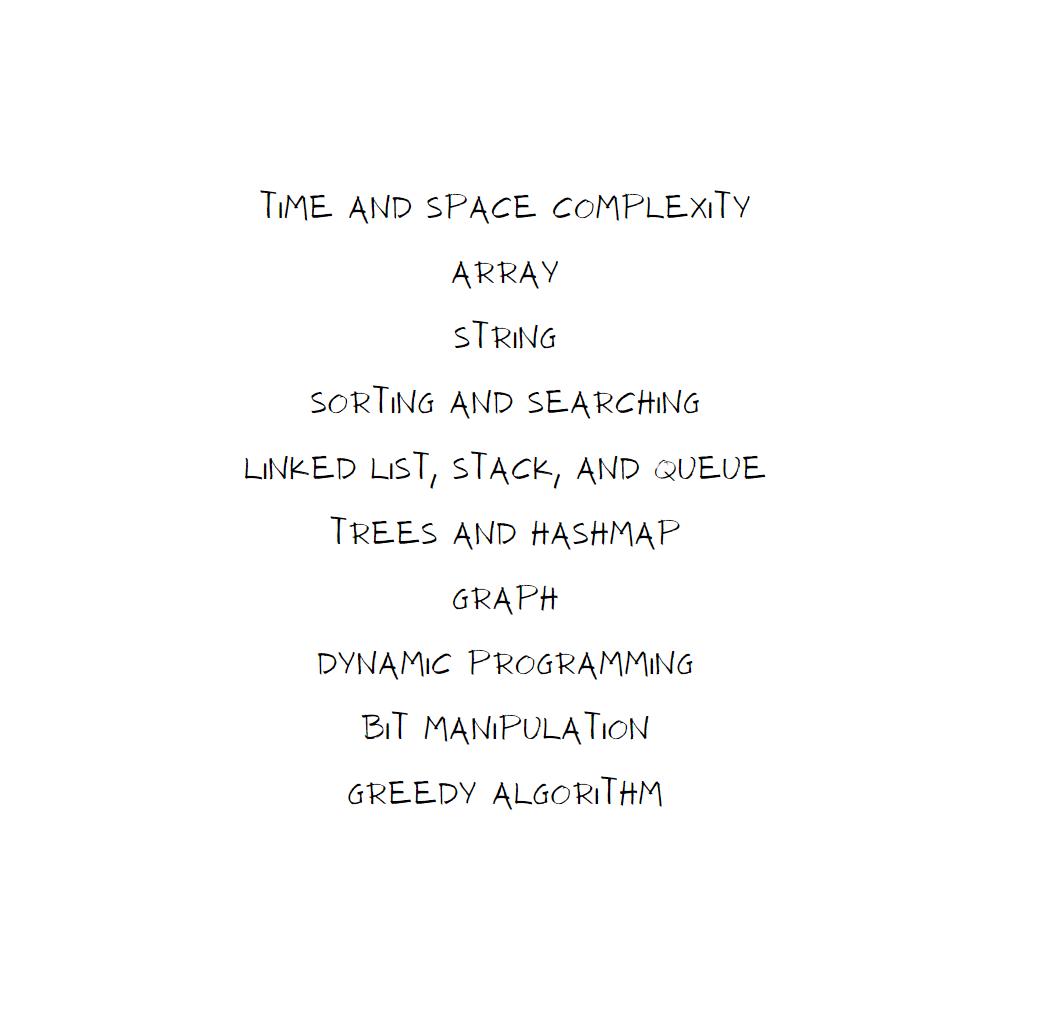 TIME AND SPACE COMPLEXITY
ARRAY
STRING
SORTING AND SEARCHING
LINKED LIST, STACK, AND QUEUE
TREES AND HASHMAP
GRAPH
DYNAMIC PROGRAMMING
BIT MANIPULATION
GREEDY ALGORITHM